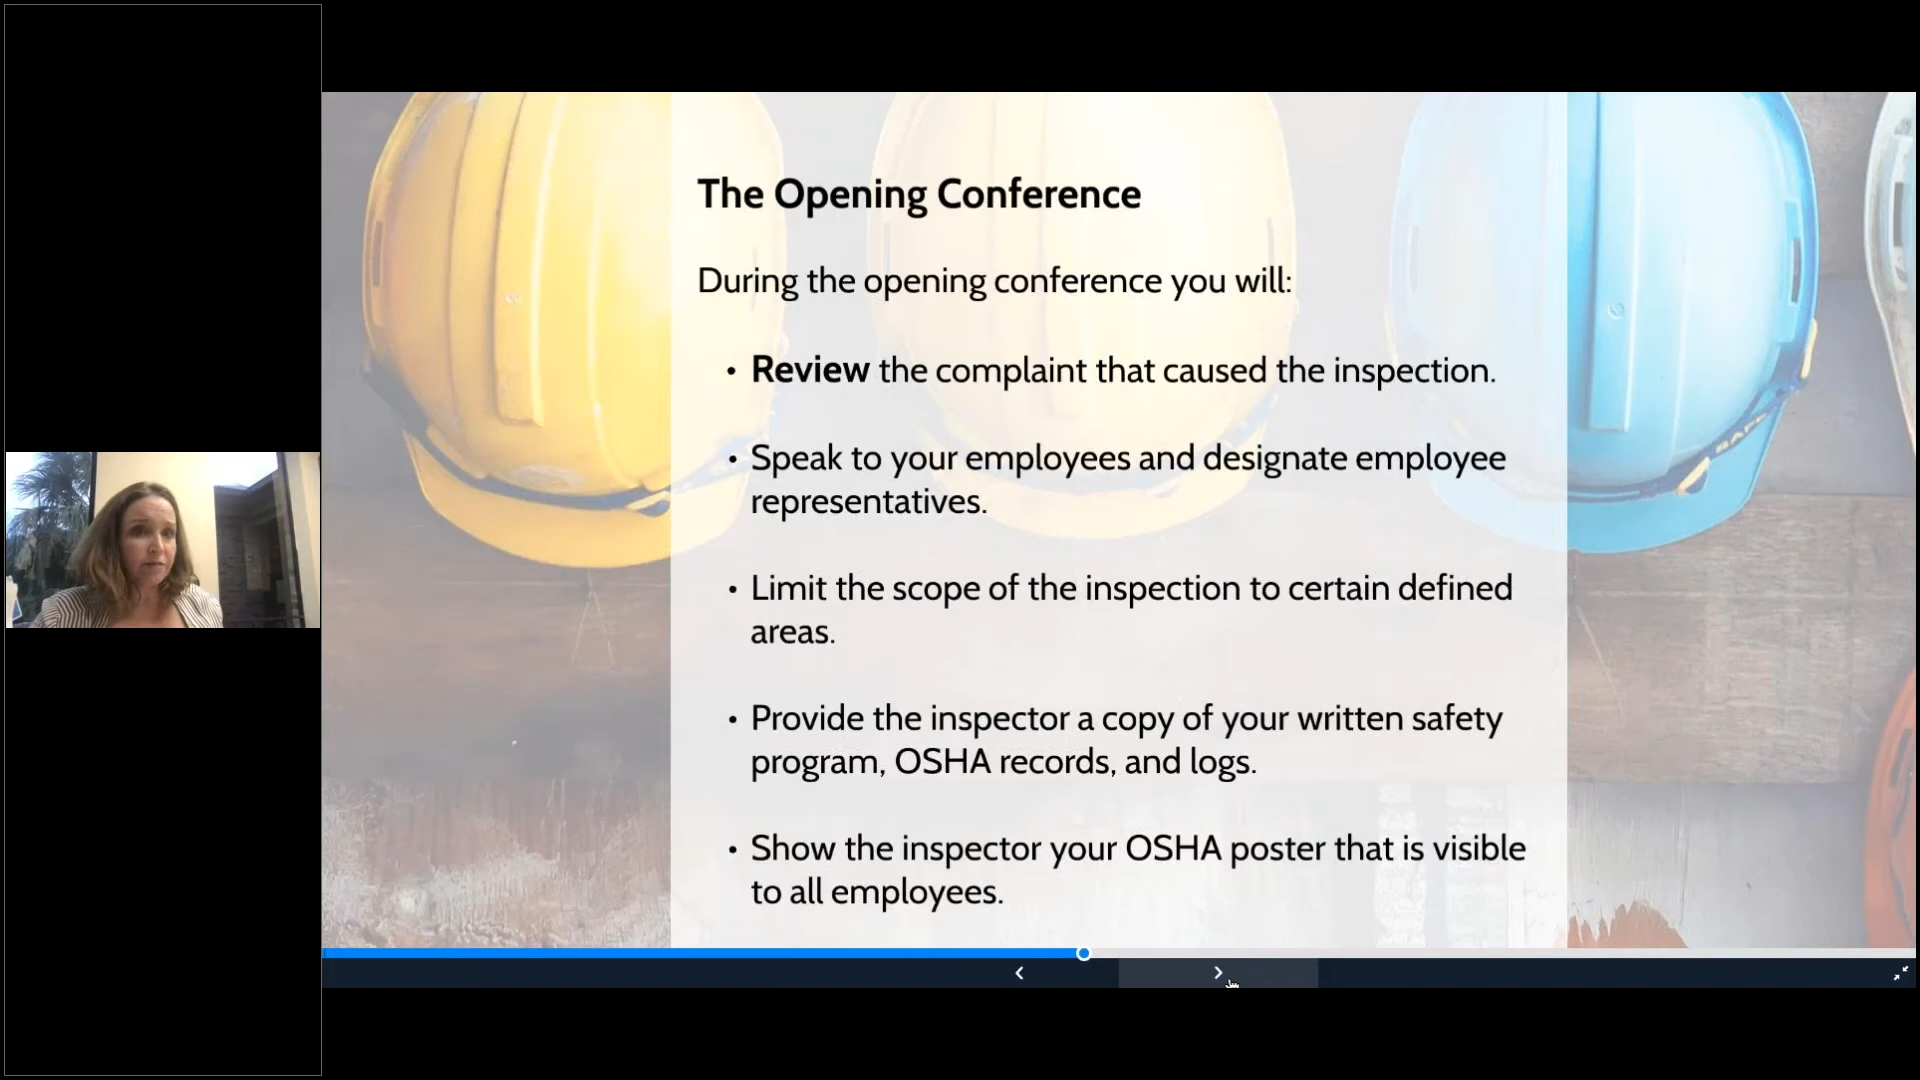 The Opening Conference
During the opening conference you will:
• Review the complaint that caused the inspection.
• Speak to your employees and designate employee
representatives.
• Limit the scope of the inspection to certain defined
areas.
• Provide the inspector a copy of your written safety
program, OSHA records, and logs.
• Show the inspector your OSHA poster that is visible
to all employees.